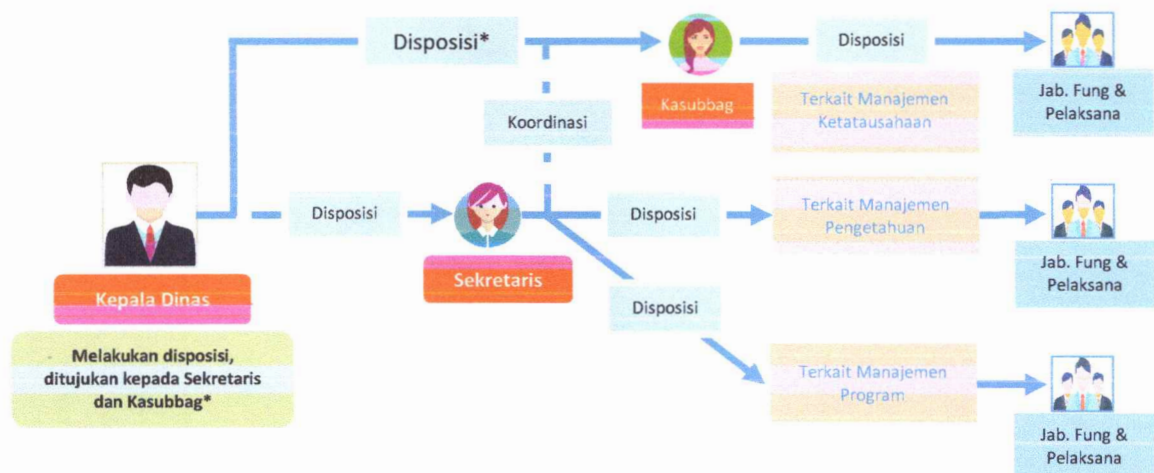 Disposisi*
Disposisi
Kasubbag
Terkait Manajemen
Ketatausahaan
Jab. Fung &
Pelaksana
Koordinasi
Disposisi
Sekretaris
Disposisi
Terkait Manajemen
Pengetahuan
Jab. Fung &
Pelaksana
Kepala Dinas
Melakukan disposisi,
ditujukan kepada Sekretaris
dan Kasubbag*
Disposisi
Terkait Manajemen
Program
Jab. Fung &
Pelaksana